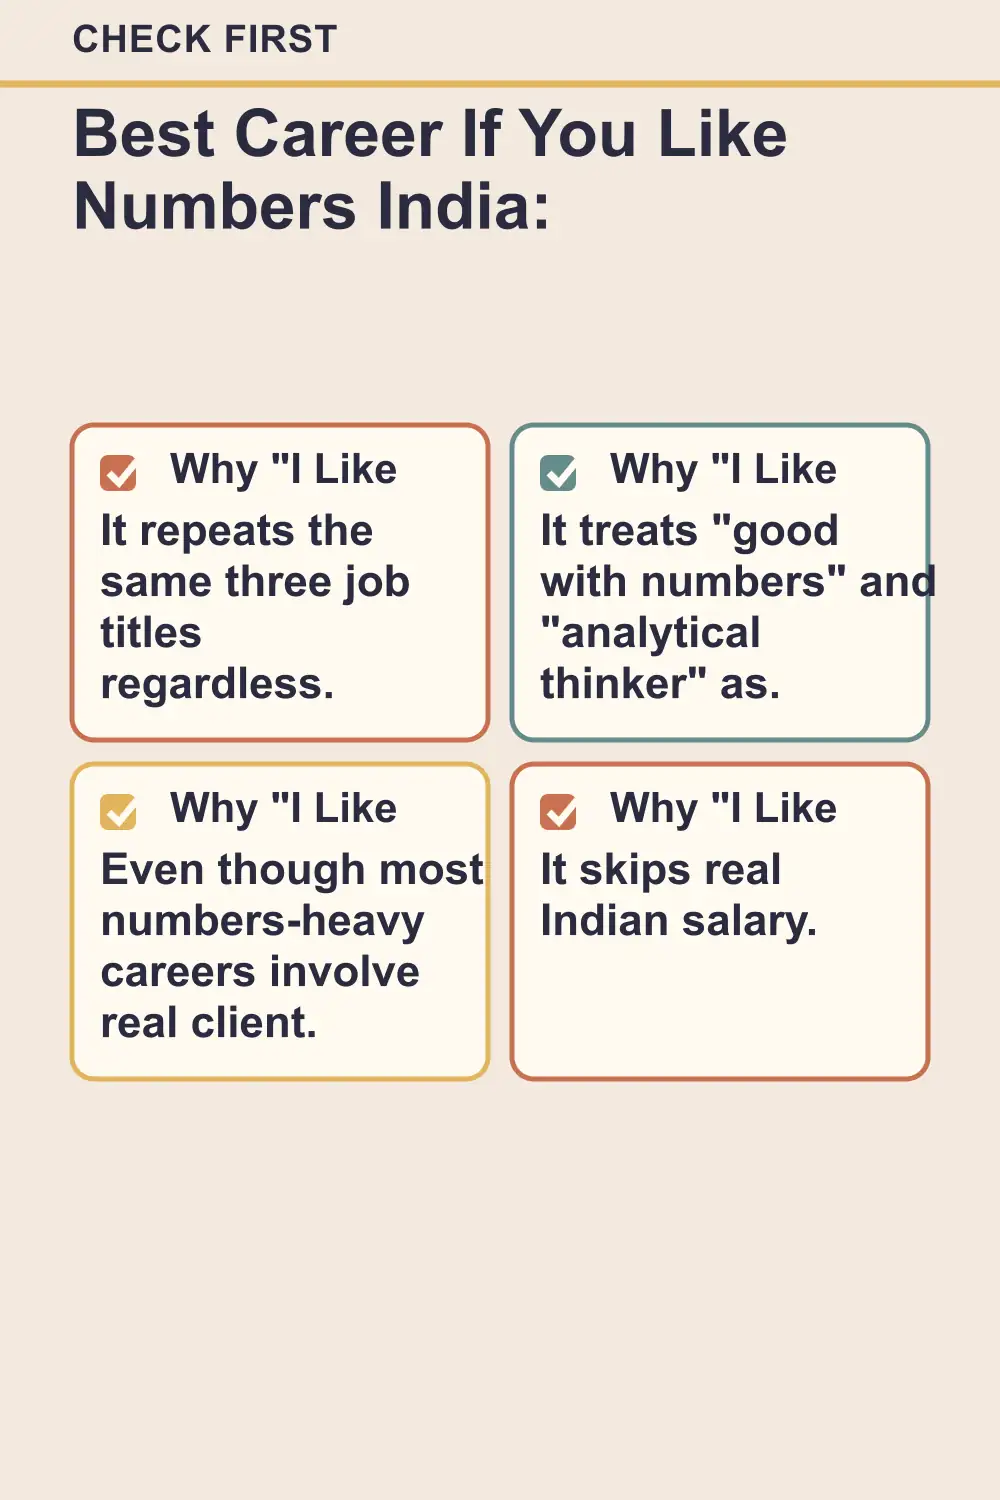 CHECK FIRST
Best Career If You Like
Numbers India:
Why "I Like
It repeats the
same three job
titles
regardless.
Why "I Like
It treats "good
with numbers" and
"analytical
thinker" as.
Why "I Like
Even though most
numbers-heavy
careers involve
real client.
Why "I Like
It skips real
Indian salary.